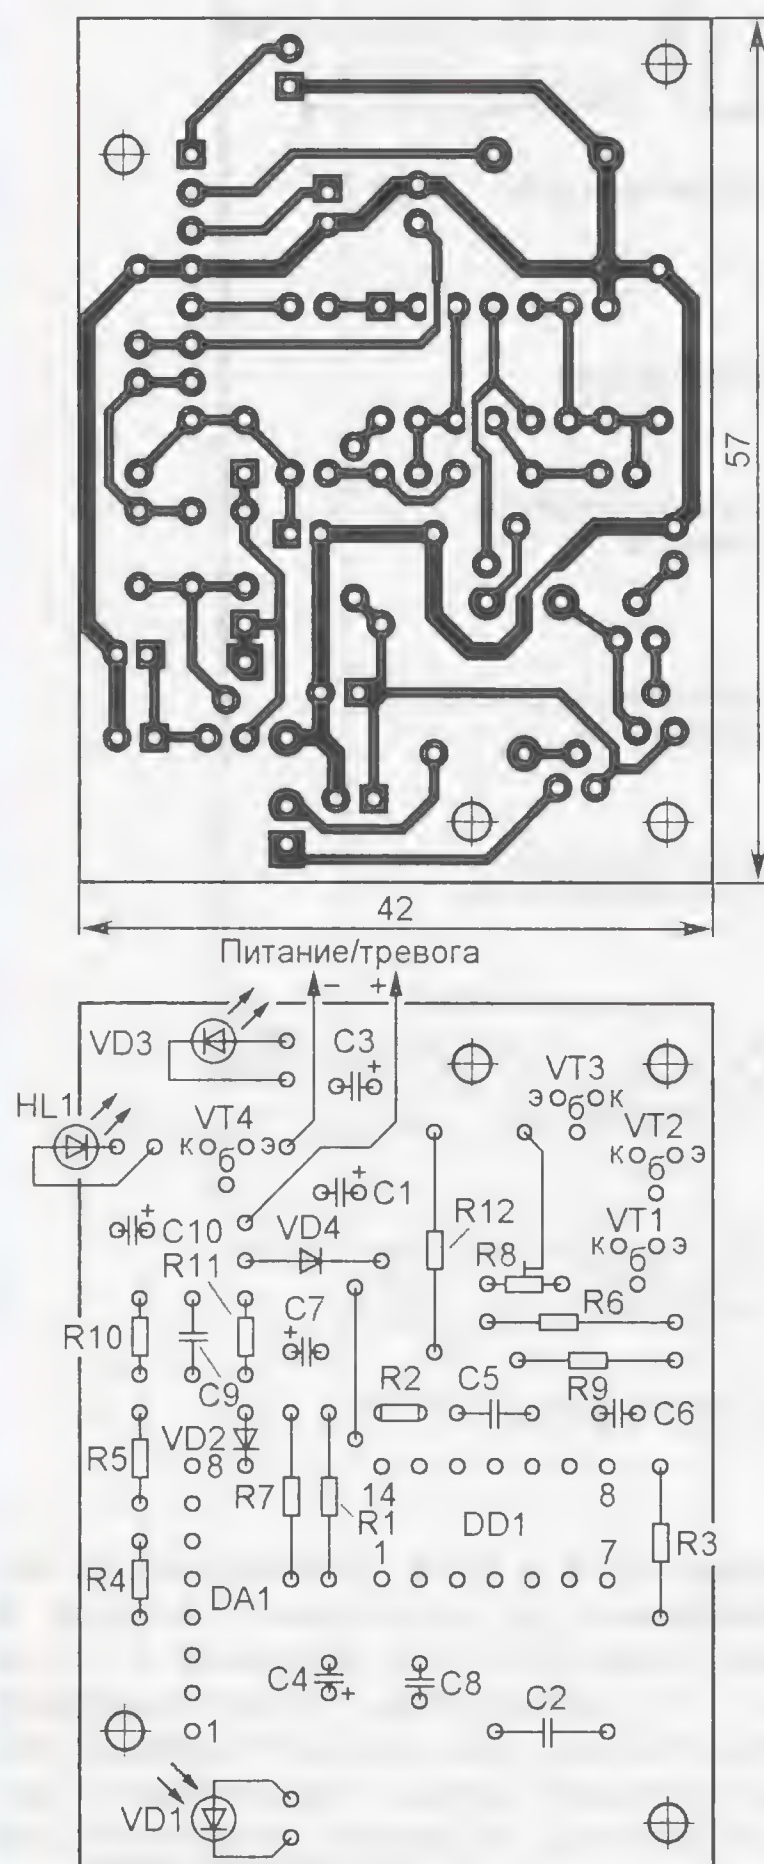 57
42
Питание/тревога
− +
VD3
C3
VT3
э б к
HL1
VT4
к б э
VT2
к б э
+ C1
R12
+ C10
VD4
VT1
к б э
R11
R8
C7
R6
R10
+
C9
R2
C5
R9
C6
VD2
R5
8
R7
14
8
R1
DD1
R3
1
7
R4
DA1
C4
+
C8
C2
1
VD1